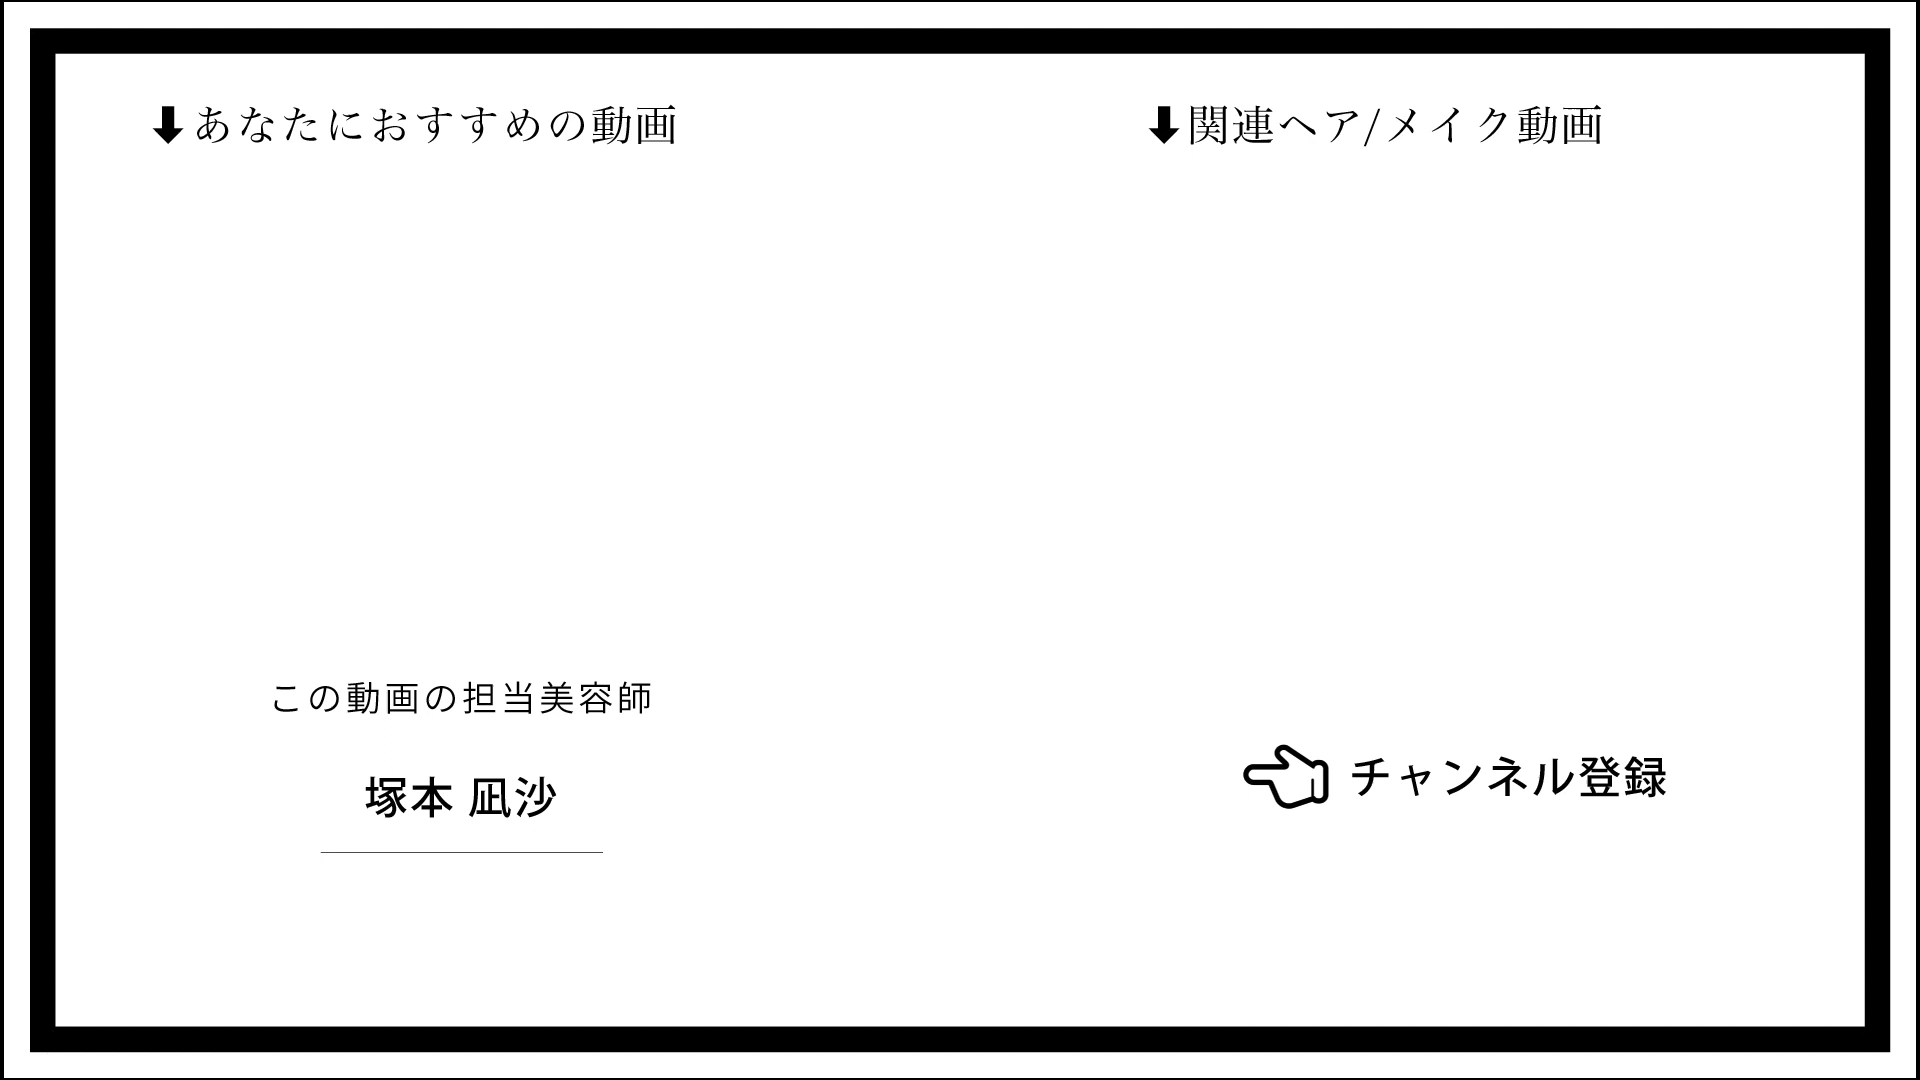 ⬇あなたにおすすめの動画
⬇関連ヘア/メイク動画
この動画の担当美容師
塚本 凪沙
チャンネル登録